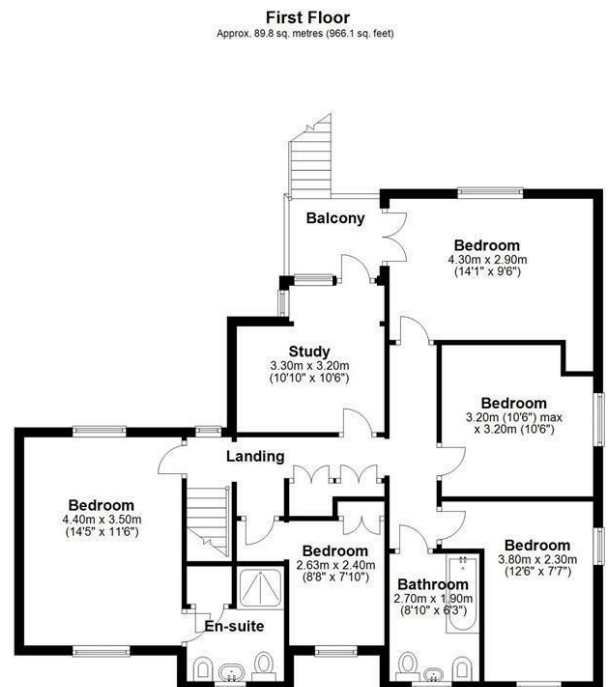 First Floor
Approx. 89.8 sq. metres (966.1 sq. feet)
Balcony
Bedroom
4.30m x 2.90m
(14'1" x 9'6")
Study
3.30m x 3.20m
(10'10" x 10'6")
Bedroom
3.20m (10'6") max
x 3.20m (10'6")
Landing
Bedroom
4.40m x 3.50m
(14'5" x 11'6")
Bedroom
2.63m x 2.40m
(8'8" x 7'10")
Bedroom
3.80m x 2.30m
(12'6" x 7'7")
Bathroom
2.70m x 1.90m
(8'10" x 6'3")
En-suite